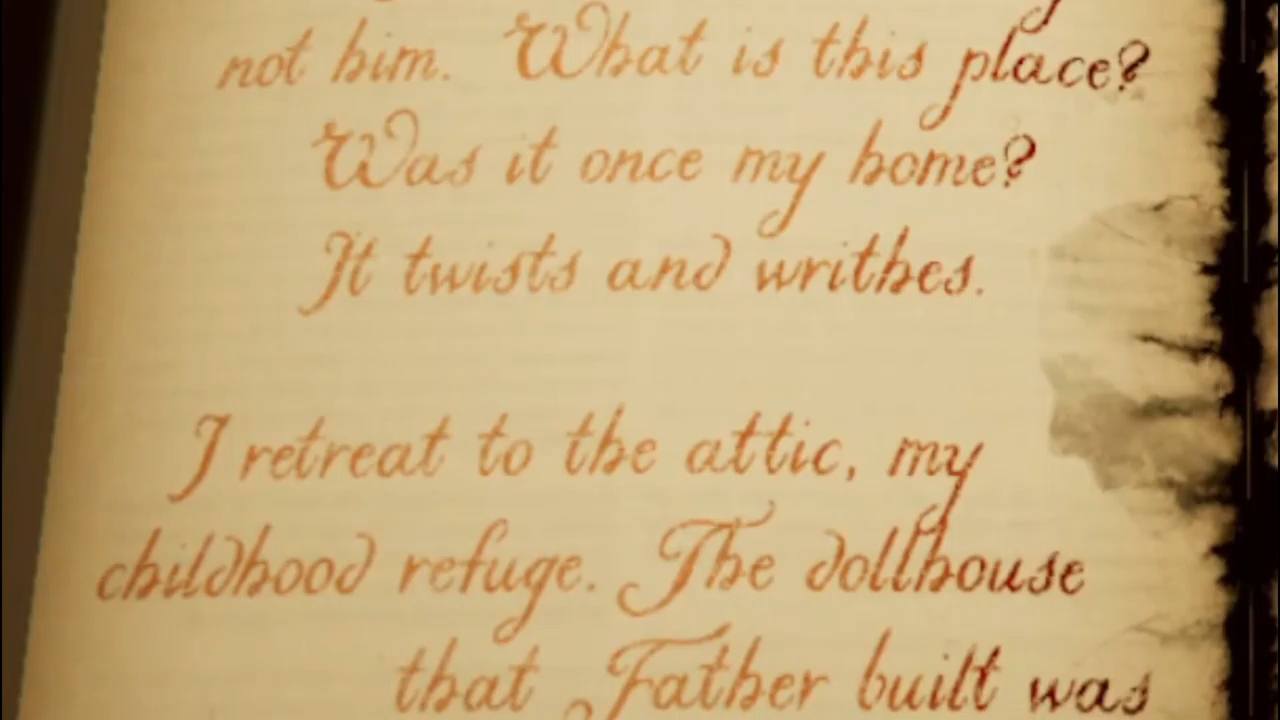 not him. What is this place?
Was it once my home?
It twists and writhes.
I retreat to the attic, my
childhood refuge. The dollhouse
that Father built was